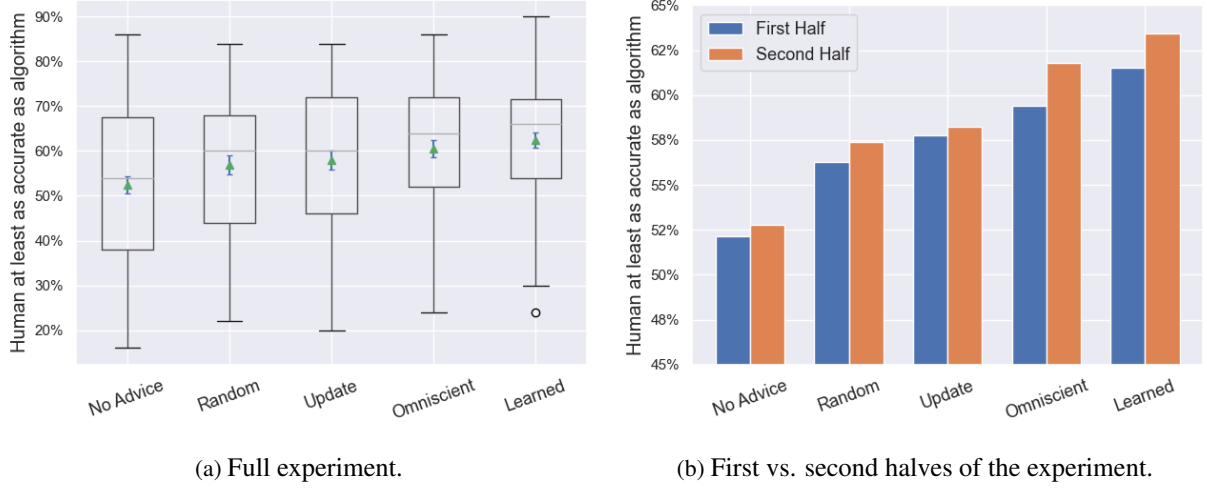 Human at least as accurate as algorithm
90%
80%
70%
60%
50%
40%
30%
20%
No Advice
Random
Update
Omniscient
Learned
(a) Full experiment.
Human at least as accurate as algorithm
65%
62%
60%
58%
55%
52%
50%
48%
45%
First Half
Second Half
No Advice
Random
Update
Omniscient
Learned
(b) First vs. second halves of the experiment.